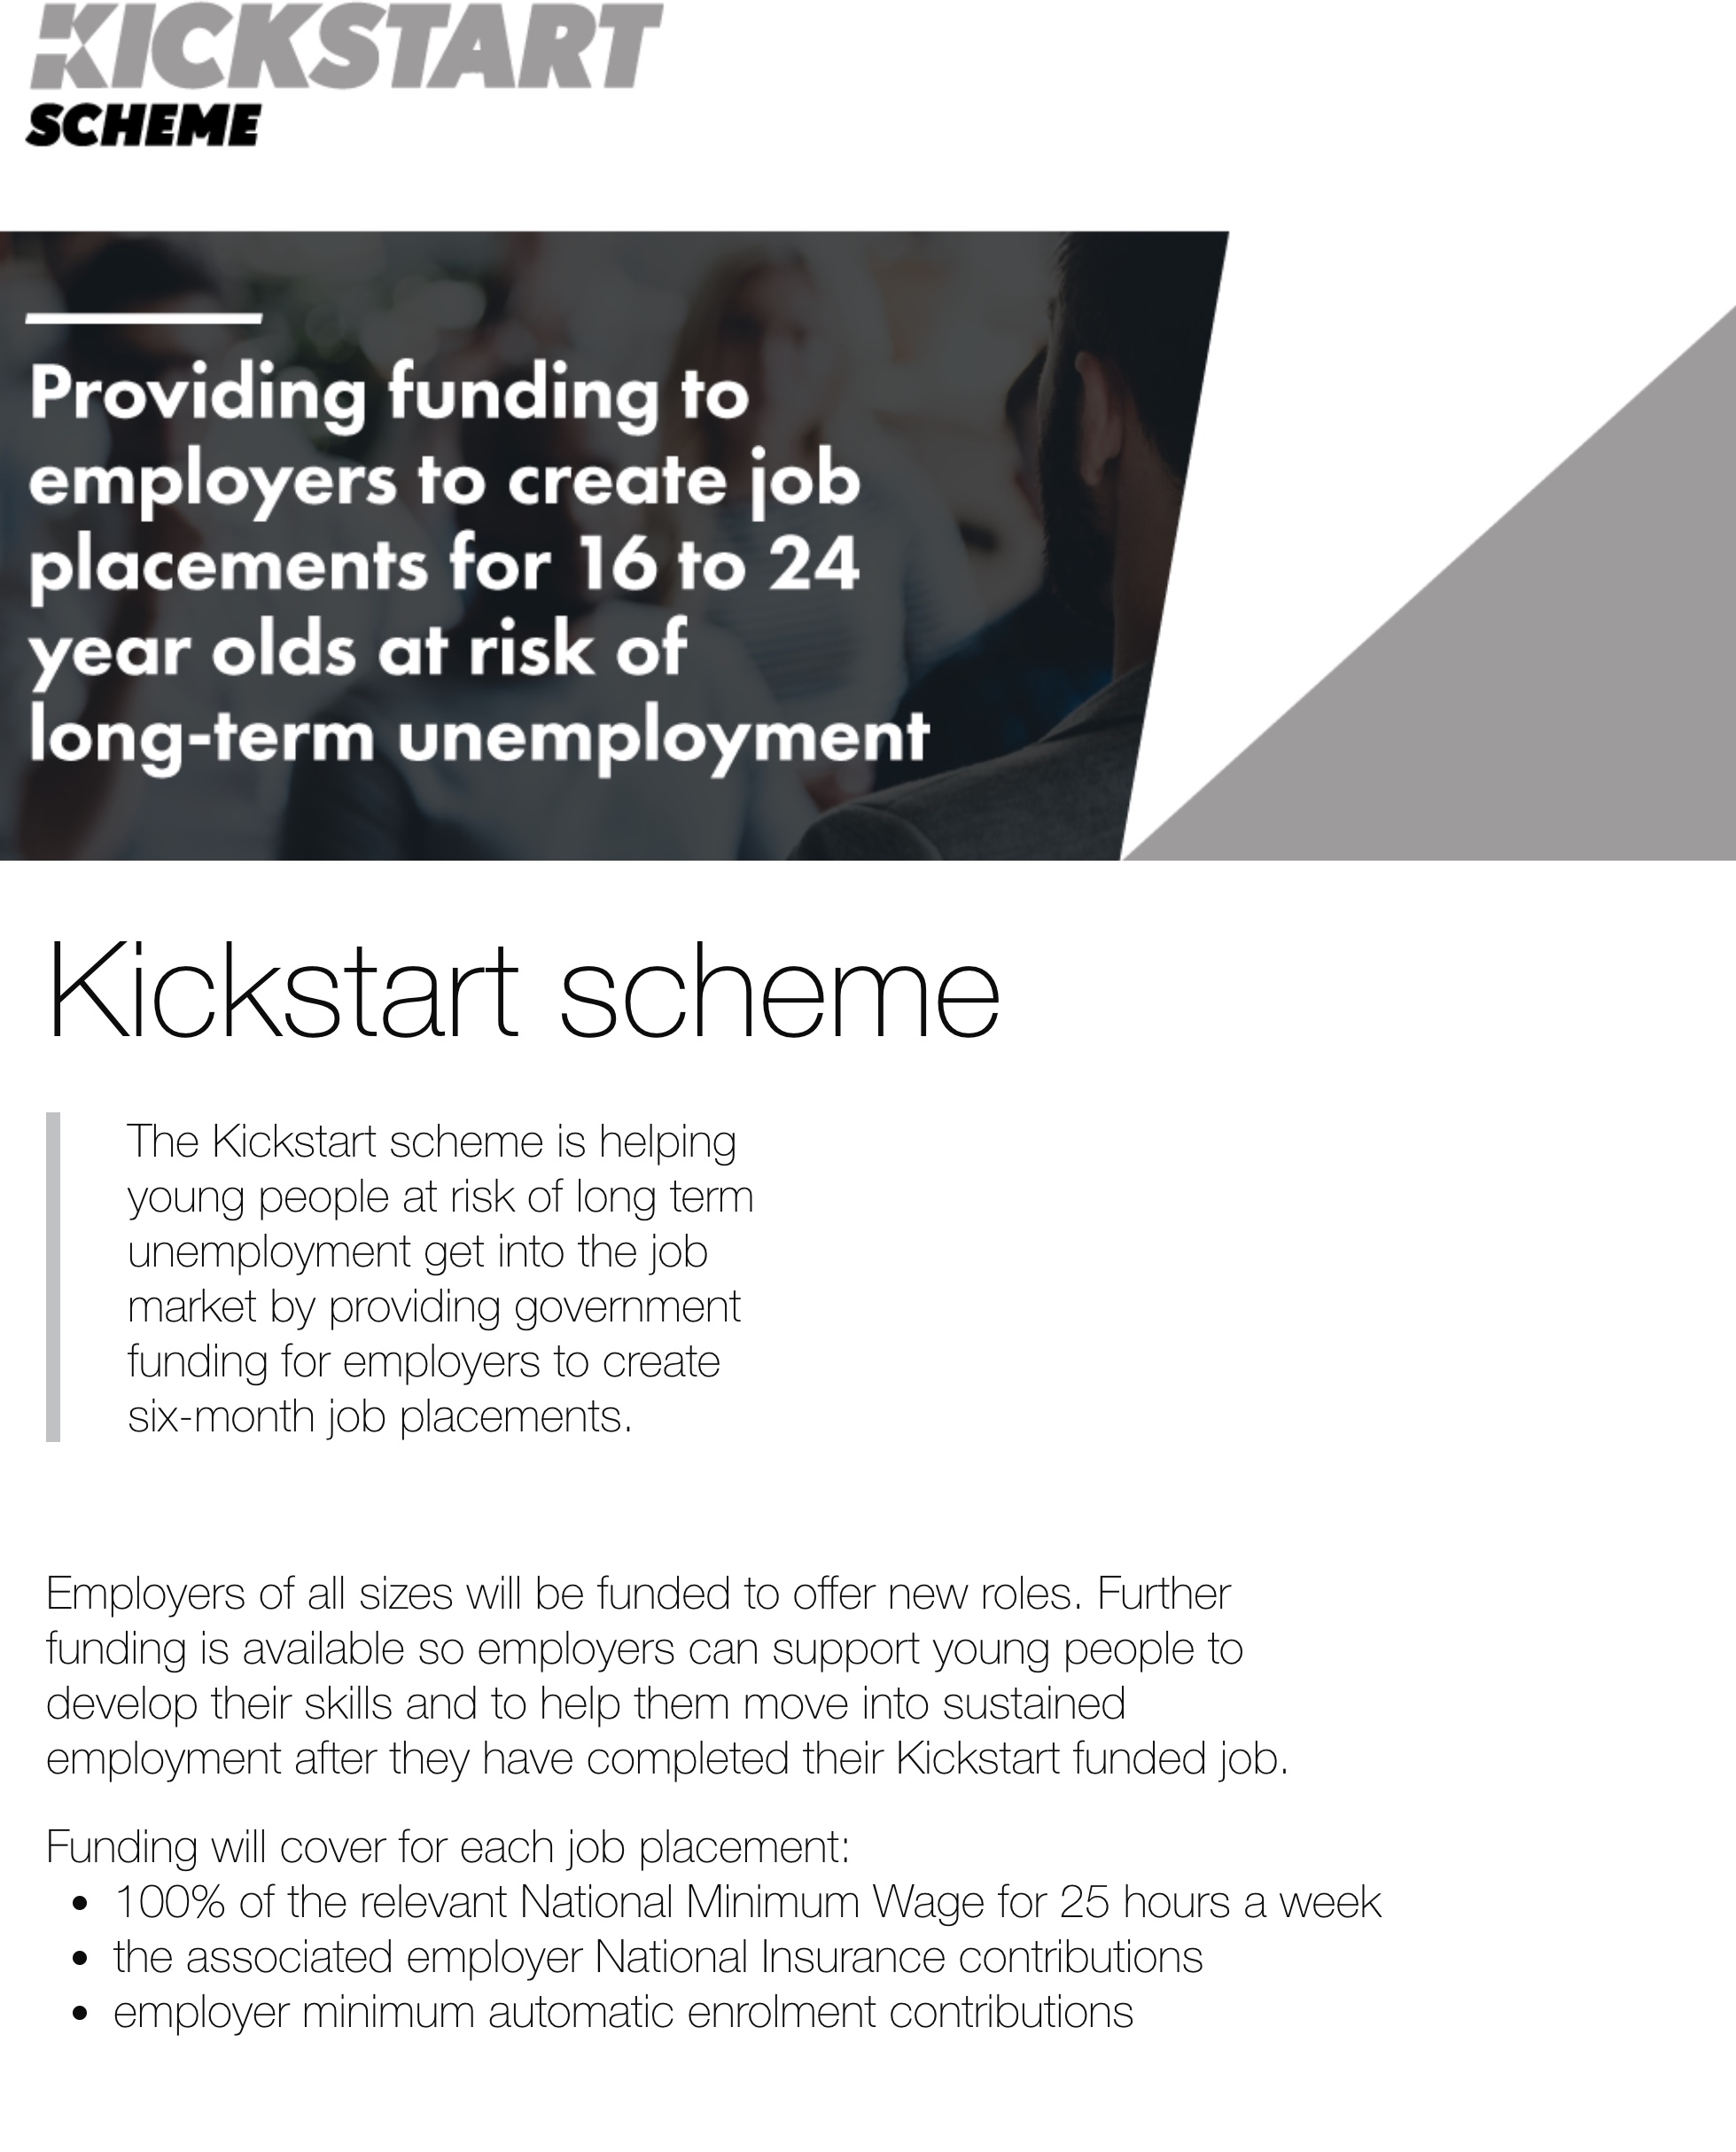 KICKSTART
SCHEME
Providing funding to
employers to create job
placements for 16 to 24
year olds at risk of
long-term unemployment
Kickstart scheme
The Kickstart scheme is helping
young people at risk of long term
unemployment get into the job
market by providing government
funding for employers to create
six-month job placements.
Employers of all sizes will be funded to offer new roles. Further
funding is available so employers can support young people to
develop their skills and to help them move into sustained
employment after they have completed their Kickstart funded job.
Funding will cover for each job placement:
• 100% of the relevant National Minimum Wage for 25 hours a week
• the associated employer National Insurance contributions
• employer minimum automatic enrolment contributions